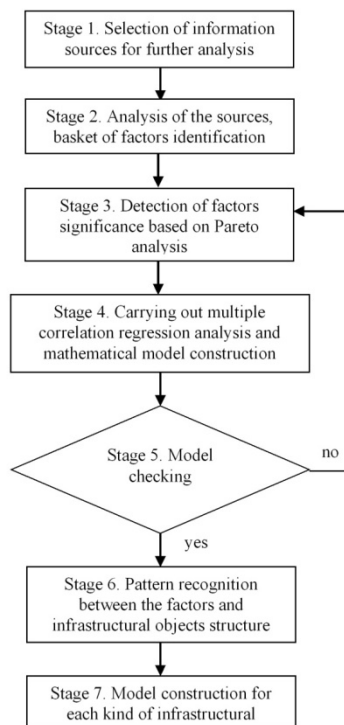 Stage 1. Selection of information
sources for further analysis
Stage 2. Analysis of the sources,
basket of factors identification
Stage 3. Detection of factors
significance based on Pareto
analysis
Stage 4. Carrying out multiple
correlation regression analysis and
mathematical model construction
Stage 5. Model
checking
no
yes
Stage 6. Pattern recognition
between the factors and
infrastructural objects structure
Stage 7. Model construction for
each kind of infrastructural